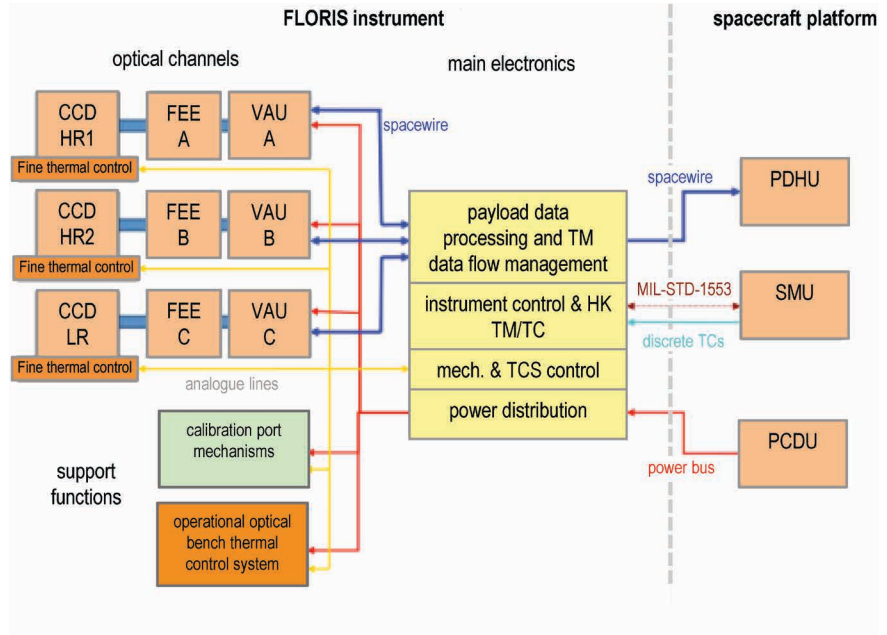 FLORIS instrument
spacecraft platform
optical channels
main electronics
CCD
HR1
FEE
A
VAU
A
spacewire
Fine thermal control
CCD
HR2
FEE
B
VAU
B
Fine thermal control
CCD
LR
FEE
C
VAU
C
Fine thermal control
analogue lines
payload data
processing and TM
data flow management
instrument control & HK
TM/TC
mech. & TCS control
power distribution
spacewire
PDHU
MIL-STD-1553
SMU
discrete TCs
PCDU
power bus
support
functions
calibration port
mechanisms
operational optical
bench thermal
control system